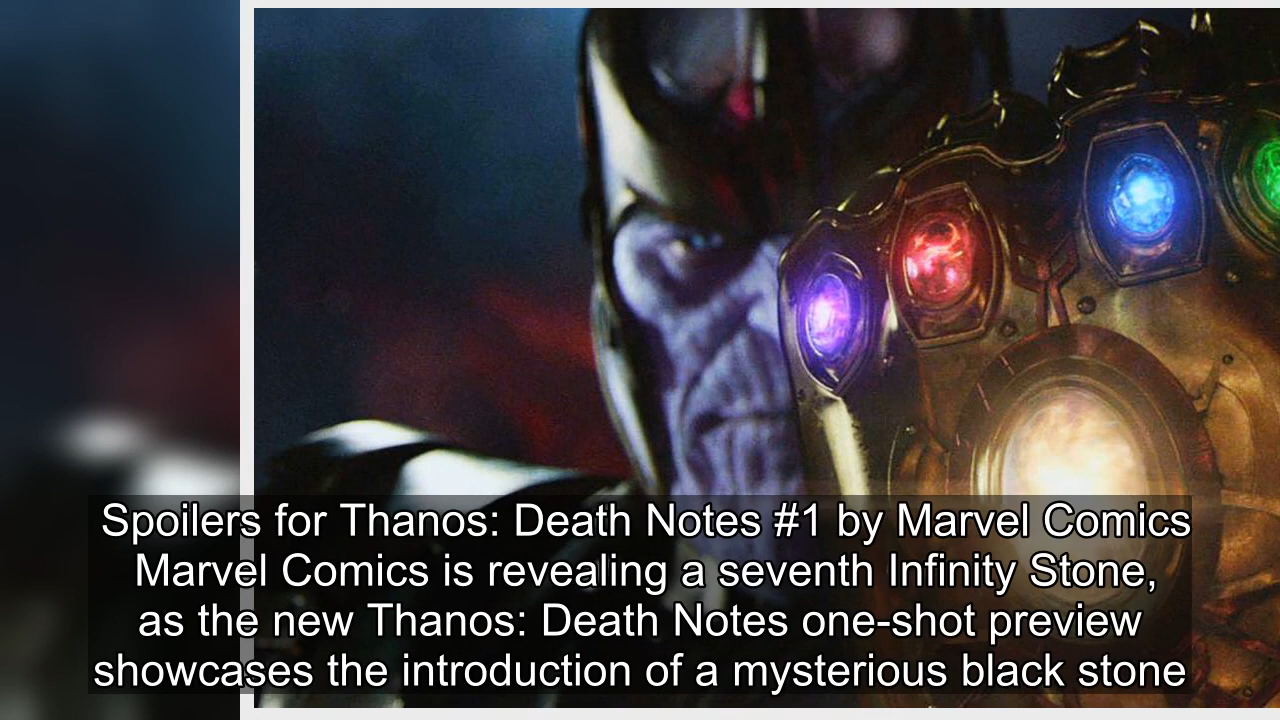 Spoilers for Thanos: Death Notes #1 by Marvel Comics
Marvel Comics is revealing a seventh Infinity Stone,
as the new Thanos: Death Notes one-shot preview
showcases the introduction of a mysterious black stone